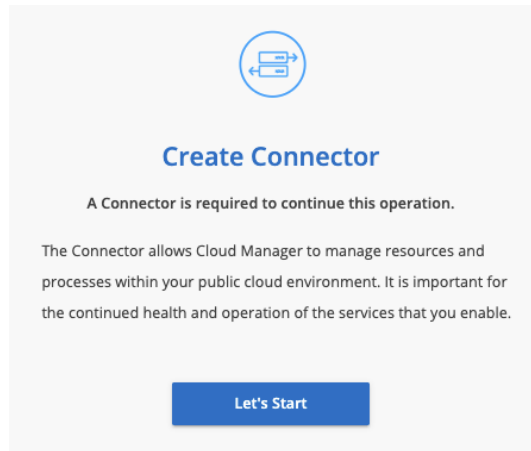 Create Connector
A Connector is required to continue this operation.
The Connector allows Cloud Manager to manage resources and
processes within your public cloud environment. It is important for
the continued health and operation of the services that you enable.
Let's Start